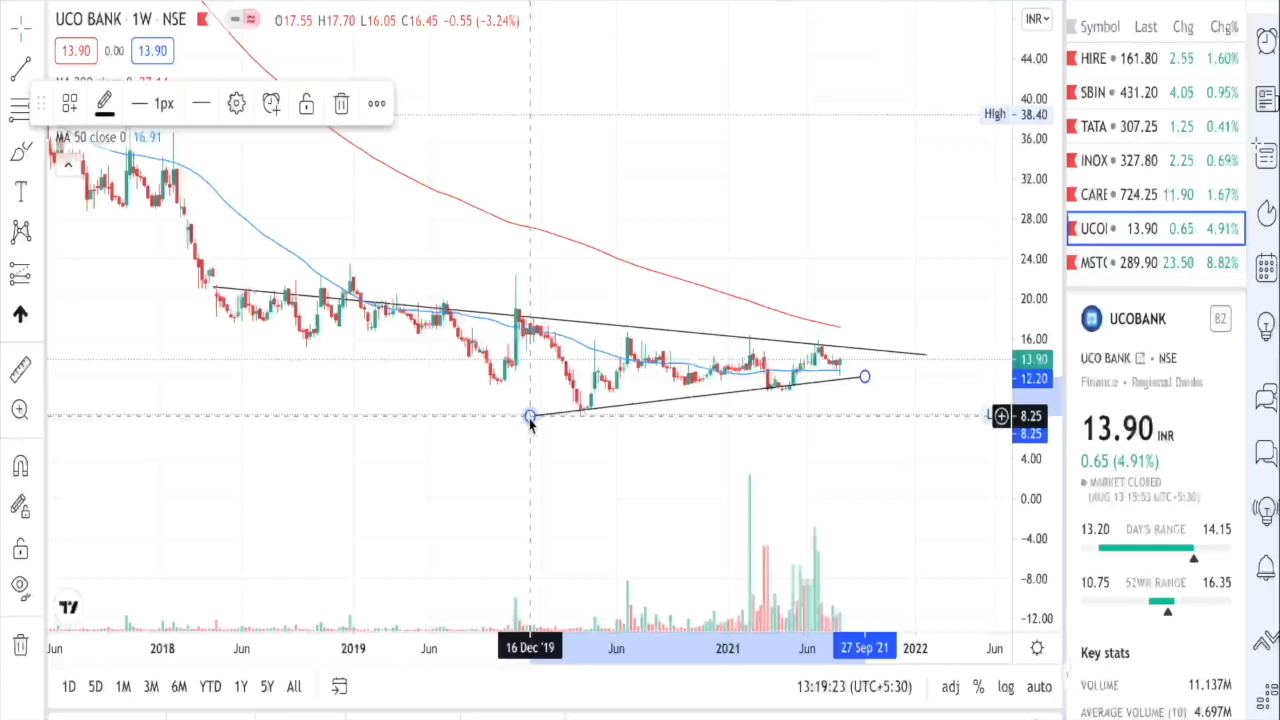 UCO BANK · 1W · NSE
O17.55 H17.70 L16.05 C16.45 -0.55 (-3.24%)
13.90 0.00 13.90
1px
MA 50 close 0 16.91
INR
44.00
40.00
High 38.40
36.00
32.00
28.00
24.00
20.00
16.00
13.90
12.20
8.25
8.25
4.00
0.00
-4.00
-8.00
-12.00
Jun 2018 Jun 2019 Jun 16 Dec '19 Jun 2021 Jun 27 Sep '21 2022 Jun
1D 5D 1M 3M 6M YTD 1Y 5Y All
13:19:23 (UTC+5:30) adj % log auto
Symbol Last Chg Chg%
HIRE 161.80 2.55 1.60%
SBIN 431.20 4.05 0.95%
TATA 307.25 1.25 0.41%
INOX 327.80 2.25 0.69%
CARE 724.25 11.90 1.67%
UCOI 13.90 0.65 4.91%
MSTC 289.90 23.50 8.82%
UCOBANK 82
UCO BANK · NSE
Finance • Regional Banks
13.90 INR
0.65 (4.91%)
MARKET CLOSED
(AUG 13 15:53 UTC+5:30)
13.20 DAY'S RANGE 14.15
10.75 52WK RANGE 16.35
Key stats
VOLUME 11.137M
AVERAGE VOLUME (10) 4.697M